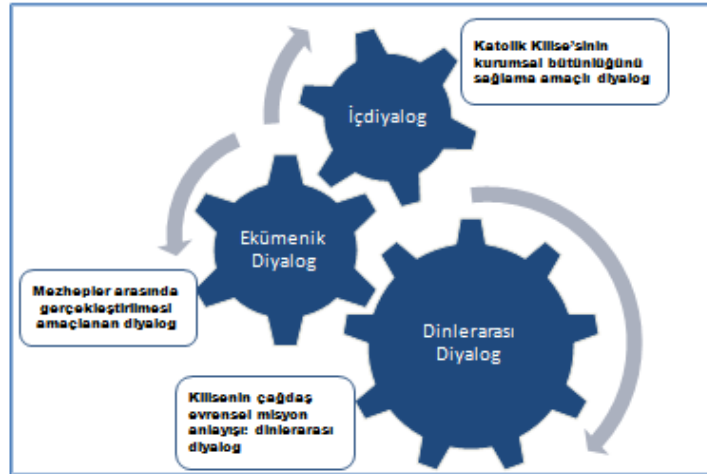 Katolik Kilise'sinin
kurumsal bütünlüğünü
sağlama amaçlı diyalog
İçdiyalog
Ekümenik
Diyalog
Mezhepler arasında
gerçekleştirilmesi
amaçlanan diyalog
Dinlerarası
Diyalog
Kilisenin çağdaş
evrensel misyon
anlayışı: dinlerarası
diyalog